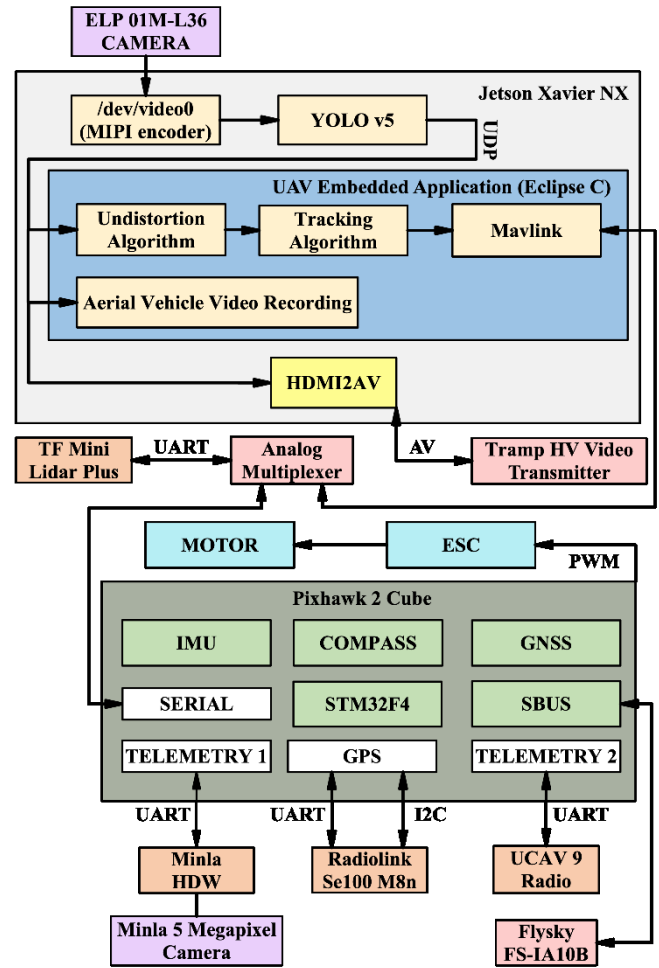 ELP 01M-L36
CAMERA
Jetson Xavier NX
/dev/video0
(MIPI encoder)
YOLO v5
UDP
UAV Embedded Application (Eclipse C)
Undistortion
Algorithm
Tracking
Algorithm
Mavlink
Aerial Vehicle Video Recording
HDMI2AV
TF Mini
Lidar Plus
UART
Analog
Multiplexer
AV
Tramp HV Video
Transmitter
MOTOR
ESC
PWM
Pixhawk 2 Cube
IMU
COMPASS
GNSS
SERIAL
STM32F4
SBUS
TELEMETRY 1
GPS
TELEMETRY 2
UART
UART
I2C
UART
Minla
HDW
Radiolink
Se100 M8n
UCAV 9
Radio
Minla 5 Megapixel
Camera
Flysky
FS-IA10B